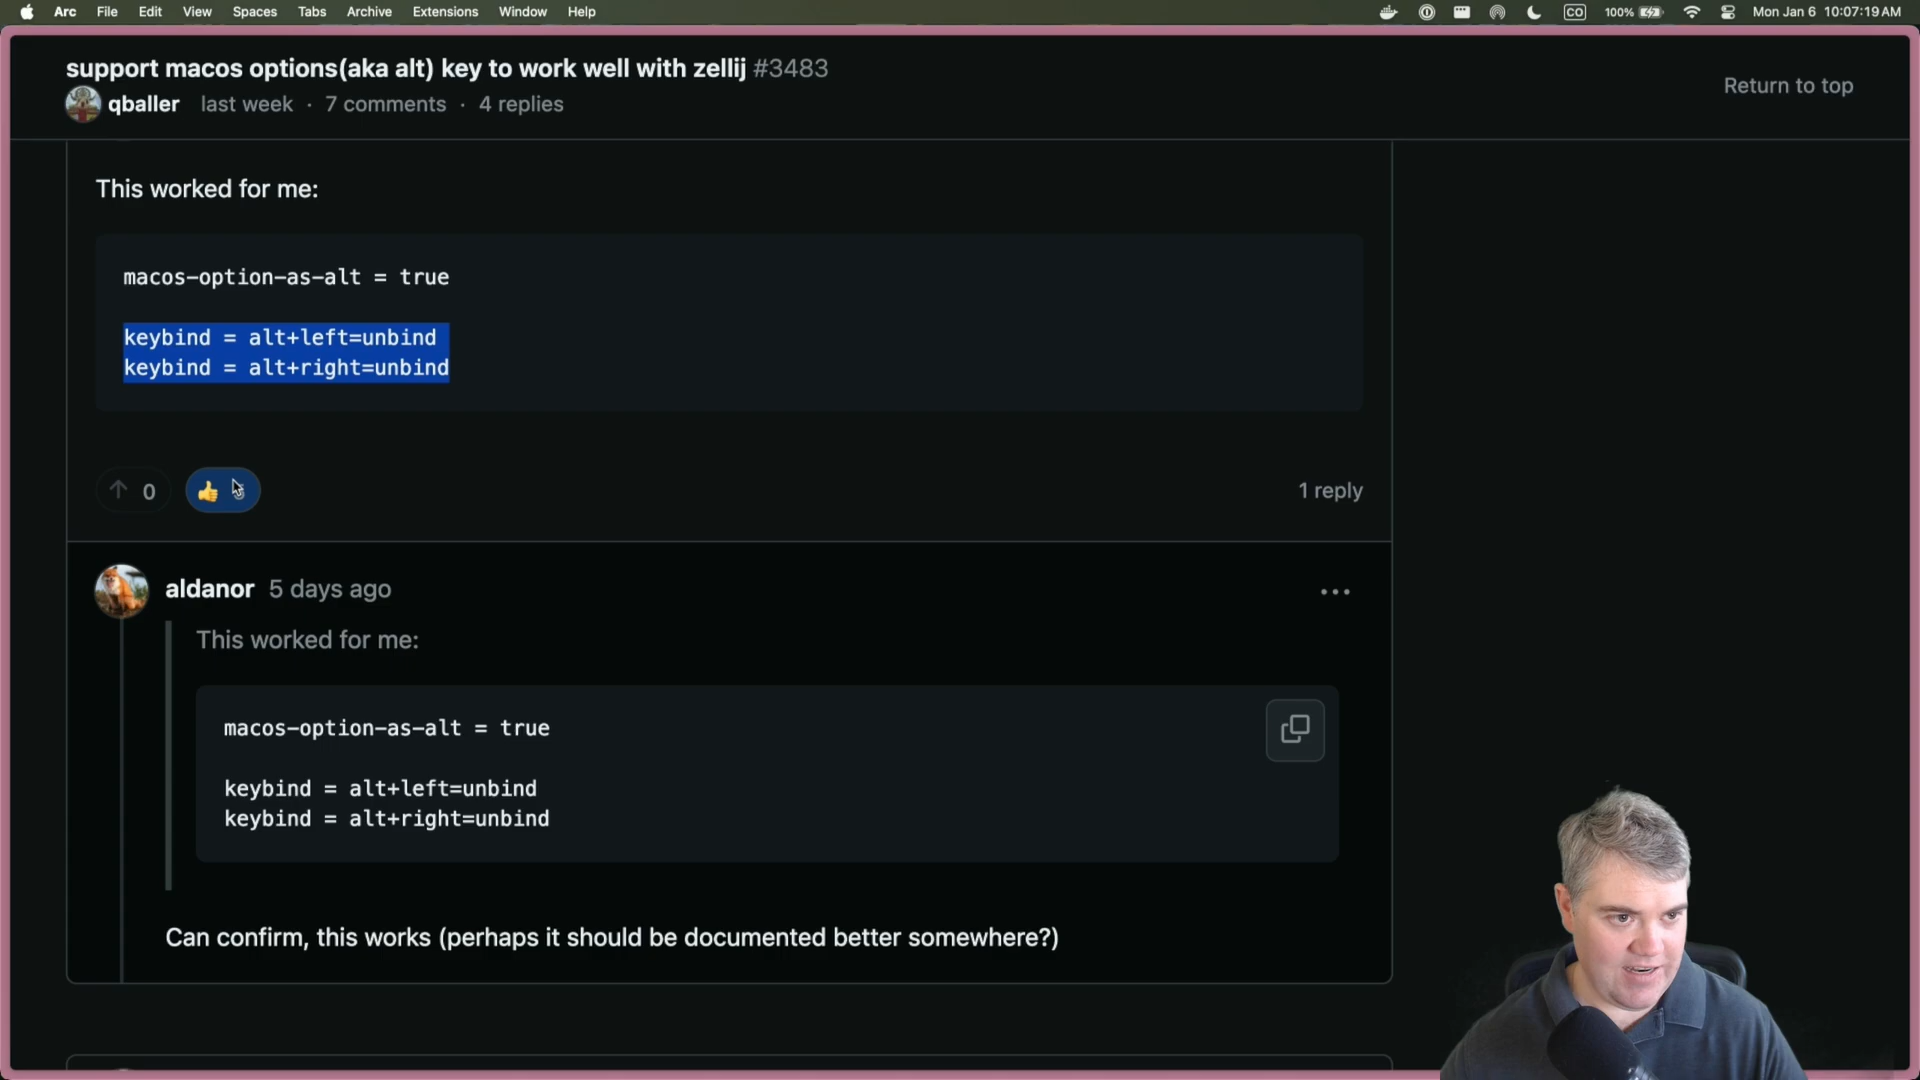 Arc File Edit View Spaces Tabs Archive Extensions Window Help CO 100% Mon Jan 6 10:07:19 AM
support macos options(aka alt) key to work well with zellij #3483
qballer last week · 7 comments · 4 replies
Return to top
This worked for me:
macos-option-as-alt = true
keybind = alt+left=unbind
keybind = alt+right=unbind
0
1 reply
aldanor 5 days ago
This worked for me:
macos-option-as-alt = true
keybind = alt+left=unbind
keybind = alt+right=unbind
Can confirm, this works (perhaps it should be documented better somewhere?)